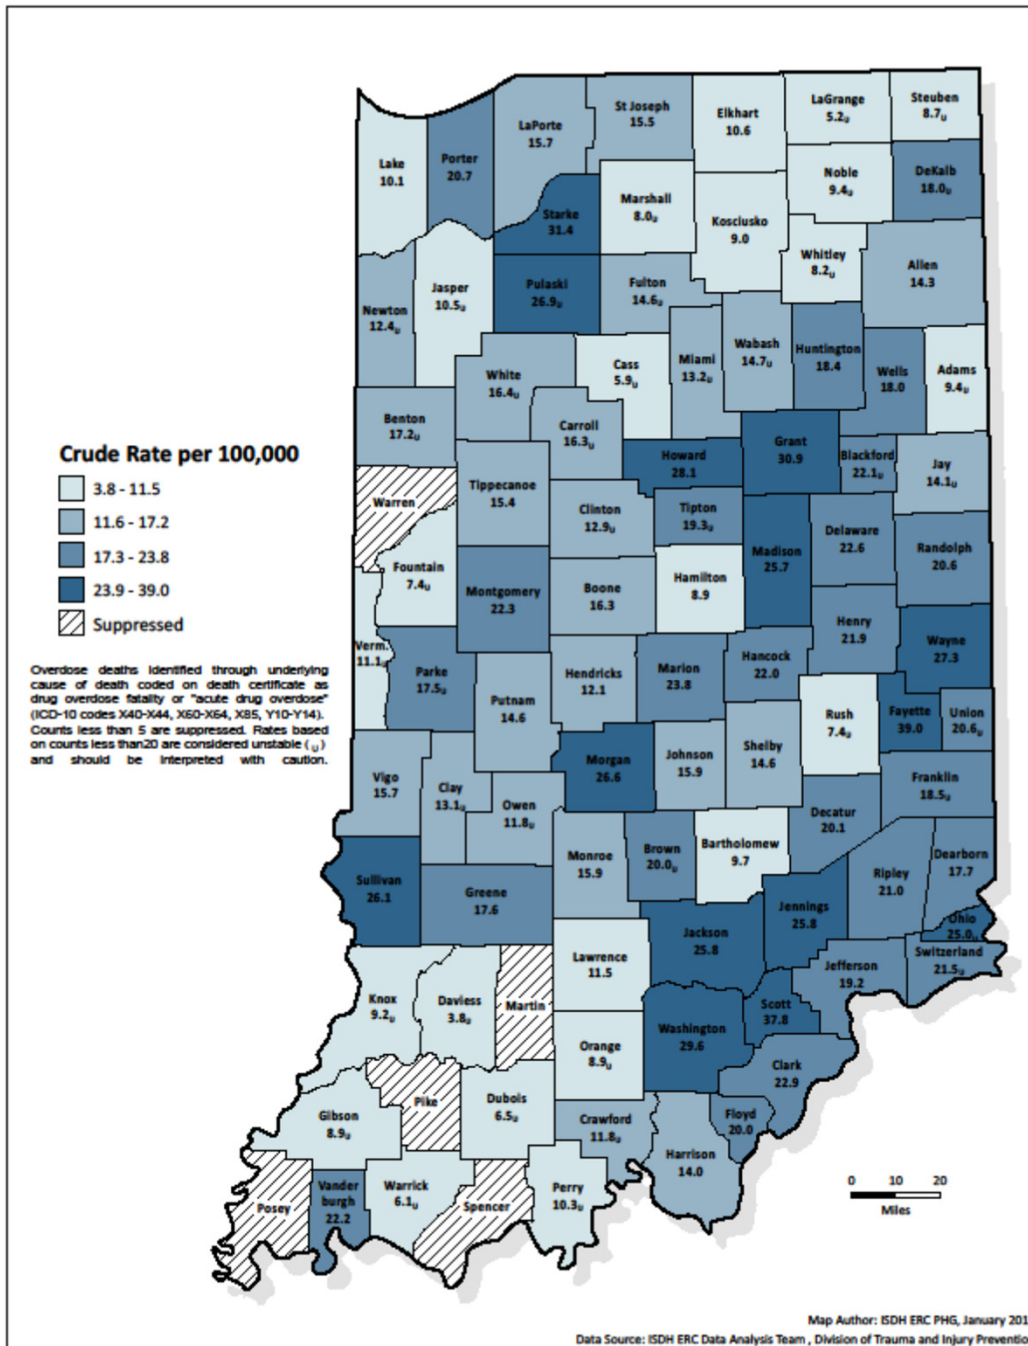 St Joseph
15.5
Elkhart
10.6
LaGrange
5.2U
Steuben
8.7U
LaPorte
15.7
Lake
10.1
Porter
20.7
Noble
9.4U
DeKalb
18.0U
Marshall
8.0U
Starke
31.4
Kosciusko
9.0
Whitley
8.2U
Allen
14.3
Jasper
10.5U
Pulaski
26.9U
Fulton
14.6U
Newton
12.4U
Wabash
14.7U
Huntington
18.4
Miami
13.2U
Cass
5.9U
Wells
18.0
Adams
9.4U
White
16.4U
Benton
17.2U
Carroll
16.3U
Crude Rate per 100,000
3.8 - 11.5
11.6 - 17.2
17.3 - 23.8
23.9 - 39.0
Suppressed
Howard
28.1
Grant
30.9
Blackford
22.1U
Jay
14.1U
Warren
Tippecanoe
15.4
Clinton
12.9U
Tipton
19.3U
Delaware
22.6
Randolph
20.6
Madison
25.7
Fountain
7.4U
Montgomery
22.3
Boone
16.3
Hamilton
8.9
Henry
21.9
Wayne
27.3
Verm.
11.1U
Parke
17.5U
Hendricks
12.1
Marion
23.8
Hancock
22.0
Putnam
14.6
Rush
7.4U
Fayette
39.0
Union
20.6U
Overdose deaths identified through underlying
cause of death coded on death certificate as
drug overdose fatality or "acute drug overdose"
(ICD-10 codes X40-X44, X60-X64, X85, Y10-Y14).
Counts less than 5 are suppressed. Rates based
on counts less than20 are considered unstable (U)
and should be interpreted with caution.
Vigo
15.7
Clay
13.1U
Owen
11.8U
Morgan
26.6
Johnson
15.9
Shelby
14.6
Franklin
18.5U
Decatur
20.1
Monroe
15.9
Brown
20.0U
Bartholomew
9.7
Dearborn
17.7
Ripley
21.0
Sullivan
26.1
Greene
17.6
Jennings
25.8
Ohio
25.0U
Jackson
25.8
Lawrence
11.5
Switzerland
21.5U
Jefferson
19.2
Knox
9.2U
Daviess
3.8U
Martin
Scott
37.8
Washington
29.6
Orange
8.9U
Clark
22.9
Pike
Dubois
6.5U
Gibson
8.9U
Crawford
11.8U
Floyd
20.0
Harrison
14.0
Posey
Vander
burgh
22.2
Warrick
6.1U
Spencer
Perry
10.3U
0 10 20
Miles
Map Author: ISDH ERC PHG, January 201
Data Source: ISDH ERC Data Analysis Team , Division of Trauma and Injury Preventio